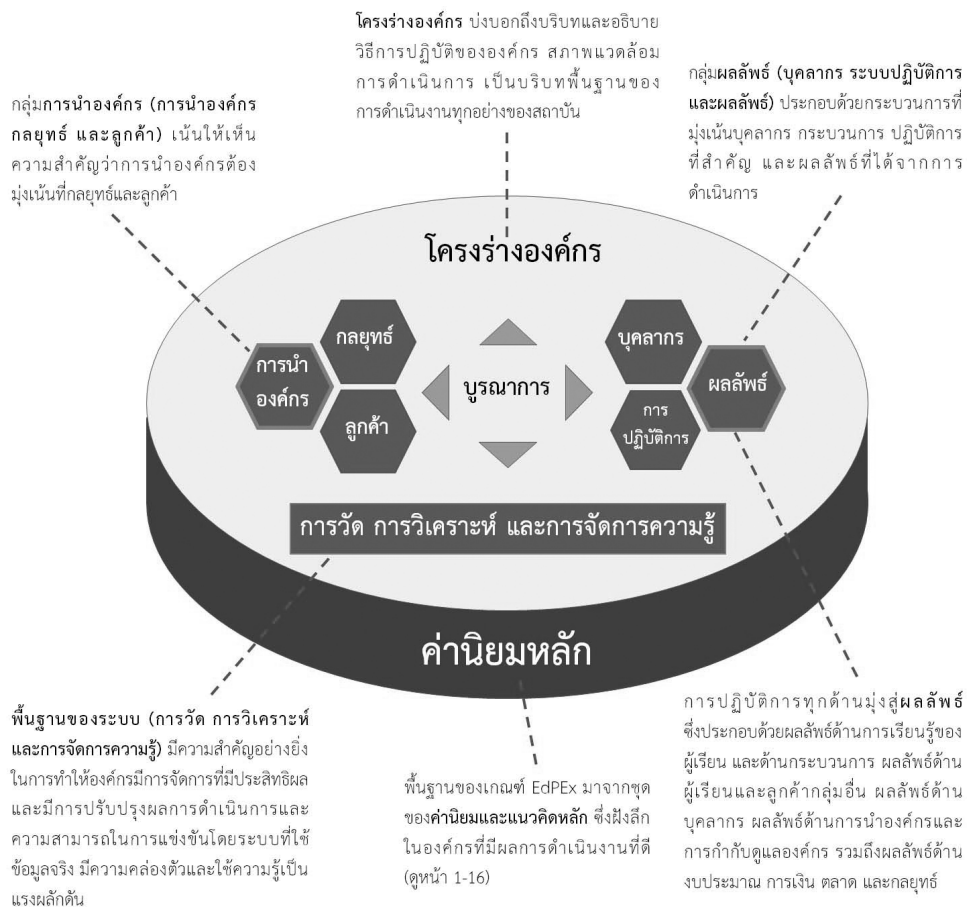 โครงร่างองค์กร บ่งบอกถึงบริบทและอธิบาย
วิธีการปฏิบัติขององค์กร สภาพแวดล้อม
การดำเนินการ เป็นบริบทพื้นฐานของ
การดำเนินงานทุกอย่างของสถาบัน
กลุ่มการนำองค์กร (การนำองค์กร
กลยุทธ์ และลูกค้า) เน้นให้เห็น
ความสำคัญว่าการนำองค์กรต้อง
มุ่งเน้นที่กลยุทธ์และลูกค้า
กลุ่มผลลัพธ์ (บุคลากร ระบบปฏิบัติการ
และผลลัพธ์) ประกอบด้วยกระบวนการที่
มุ่งเน้นบุคลากร กระบวนการ ปฏิบัติการ
ที่สำคัญ และผลลัพธ์ที่ได้จากการ
ดำเนินการ
โครงร่างองค์กร
กลยุทธ์
การนำ
องค์กร
ลูกค้า
บูรณาการ
บุคลากร
ผลลัพธ์
การ
ปฏิบัติการ
การวัด การวิเคราะห์ และการจัดการความรู้
ค่านิยมหลัก
พื้นฐานของระบบ (การวัด การวิเคราะห์
และการจัดการความรู้) มีความสำคัญอย่างยิ่ง
ในการทำให้องค์กรมีการจัดการที่มีประสิทธิผล
และมีการปรับปรุงผลการดำเนินการและ
ความสามารถในการแข่งขันโดยระบบที่ใช้
ข้อมูลจริง มีความคล่องตัวและใช้ความรู้เป็น
แรงผลักดัน
พื้นฐานของเกณฑ์ EdPEx มาจากชุด
ของค่านิยมและแนวคิดหลัก ซึ่งฝังลึก
ในองค์กรที่มีผลการดำเนินงานที่ดี
(ดูหน้า 1-16)
การปฏิบัติการทุกด้านมุ่งสู่ผลลัพธ์
ซึ่งประกอบด้วยผลลัพธ์ด้านการเรียนรู้ของ
ผู้เรียน และด้านกระบวนการ ผลลัพธ์ด้าน
ผู้เรียนและลูกค้ากลุ่มอื่น ผลลัพธ์ด้าน
บุคลากร ผลลัพธ์ด้านการนำองค์กรและ
การกำกับดูแลองค์กร รวมถึงผลลัพธ์ด้าน
งบประมาณ การเงิน ตลาด และกลยุทธ์